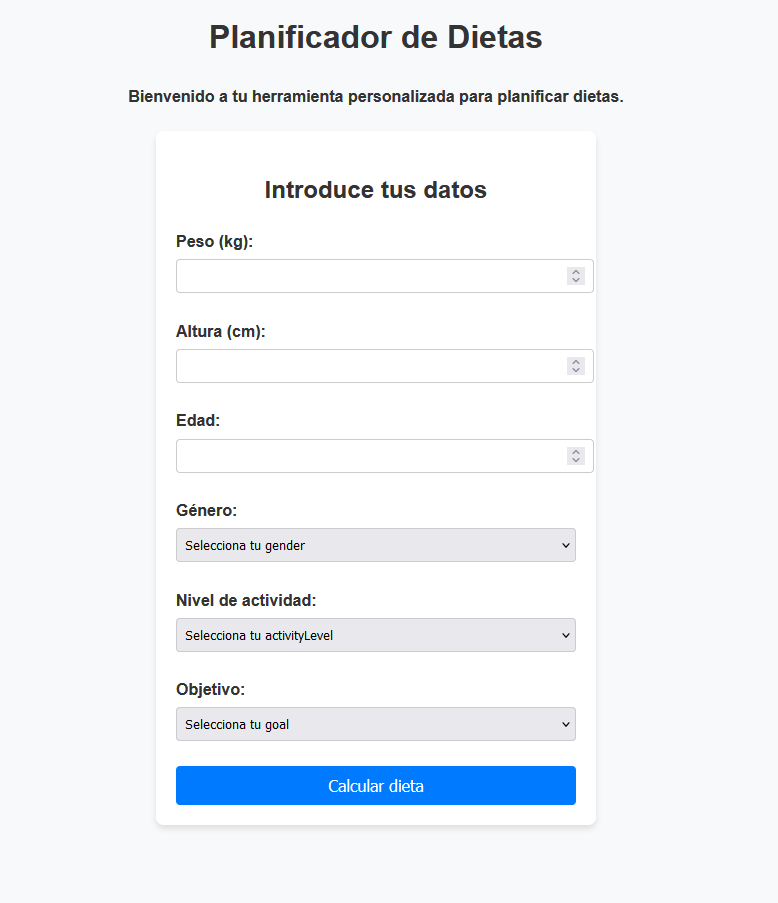 Planificador de Dietas
Bienvenido a tu herramienta personalizada para planificar dietas.
Introduce tus datos
Peso (kg):
Altura (cm):
Edad:
Género:
Selecciona tu gender
Nivel de actividad:
Selecciona tu activityLevel
Objetivo:
Selecciona tu goal
Calcular dieta